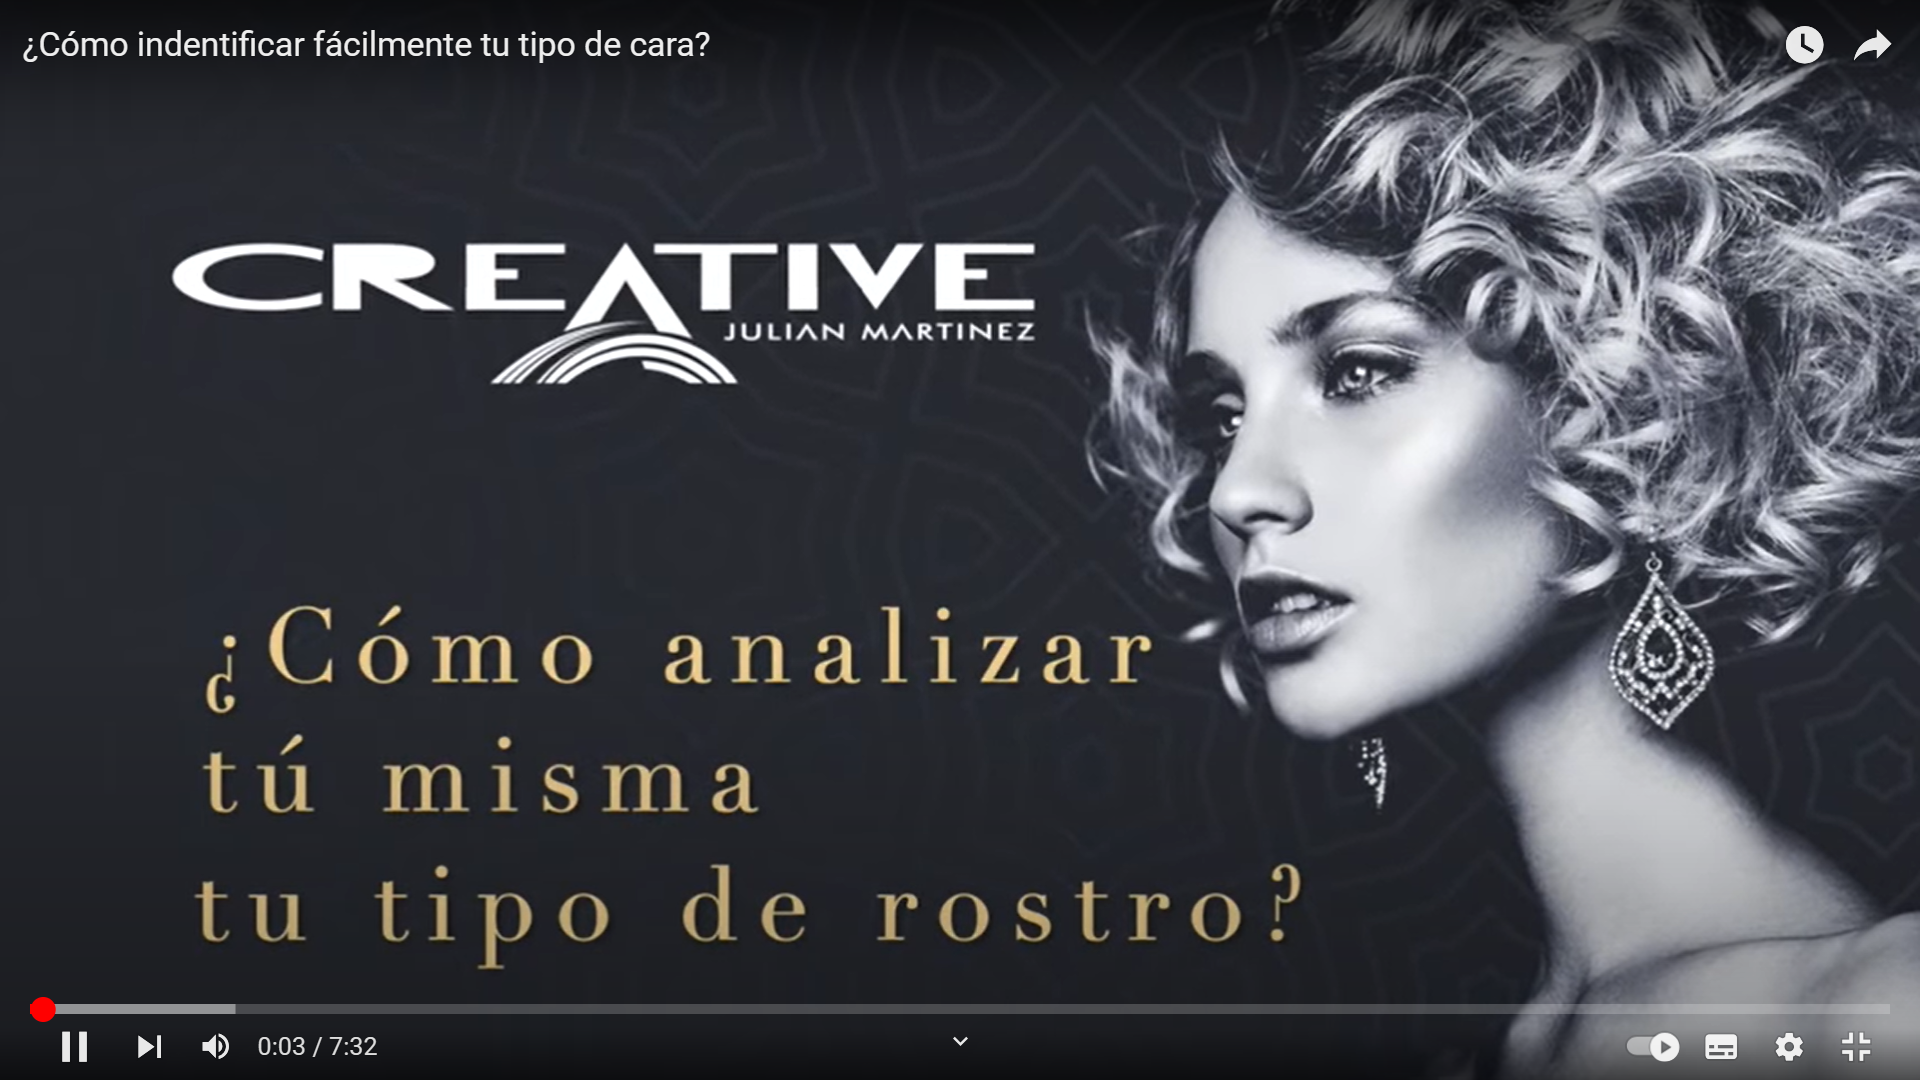 ¿Cómo indentificar fácilmente tu tipo de cara?
CREATIVE
JULIAN MARTINEZ
¿Cómo analizar
tú misma
tu tipo de rostro?
0:03 / 7:32